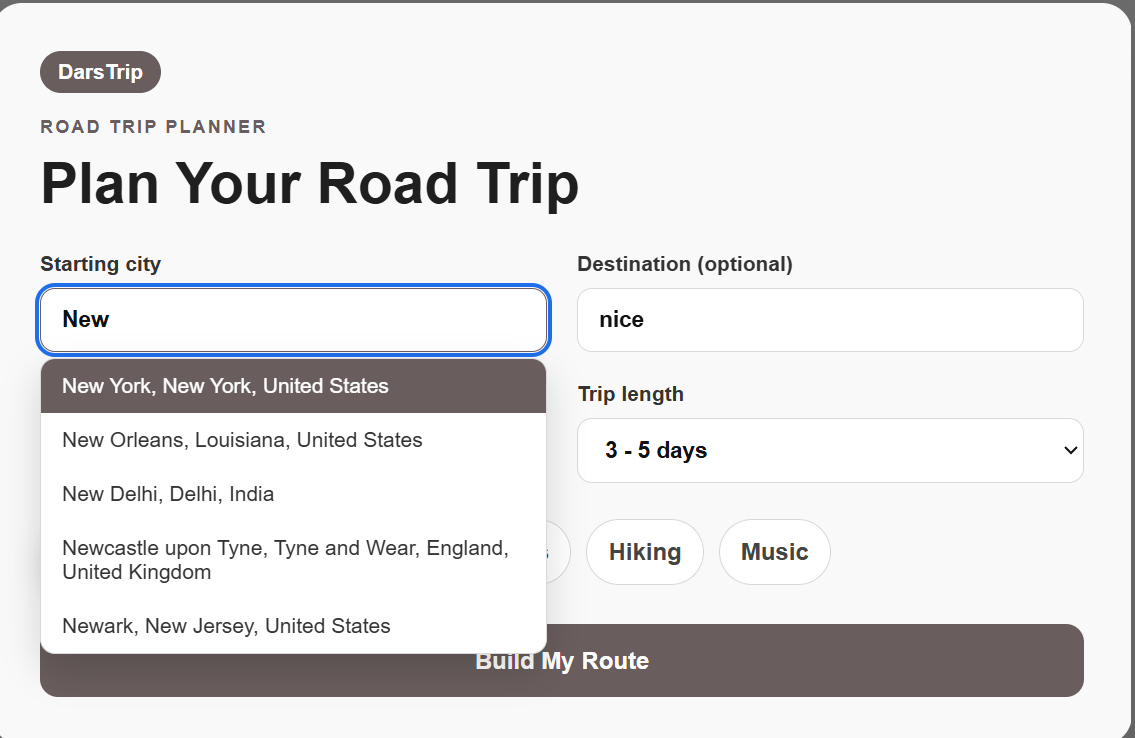 DarsTrip
ROAD TRIP PLANNER
Plan Your Road Trip
Starting city
Destination (optional)
New
nice
New York, New York, United States
New Orleans, Louisiana, United States
New Delhi, Delhi, India
Newcastle upon Tyne, Tyne and Wear, England,
United Kingdom
Newark, New Jersey, United States
Trip length
3 - 5 days
Hiking
Music
Build My Route